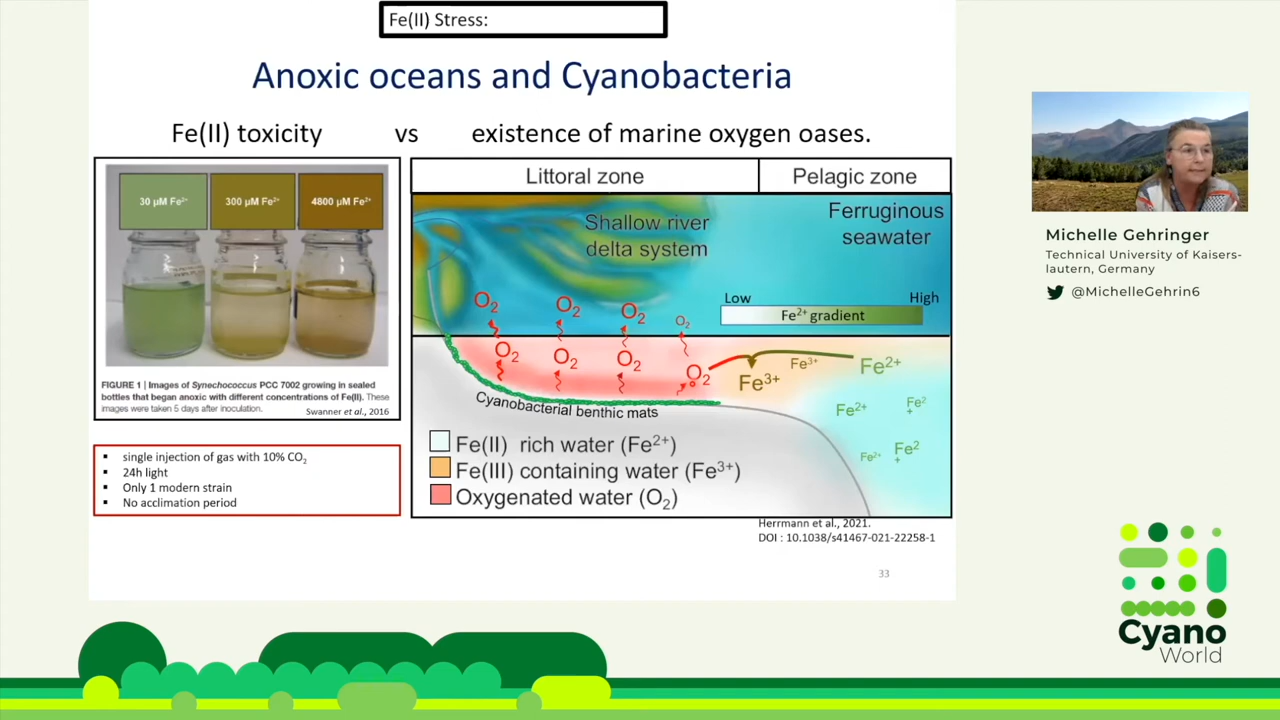 Fe(II) Stress:
Anoxic oceans and Cyanobacteria
Fe(II) toxicity vs existence of marine oxygen oases.
30 µM Fe²⁺ 300 µM Fe²⁺ 4800 µM Fe²⁺
FIGURE 1 | Images of Synechococcus PCC 7002 growing in sealed
bottles that began anoxic with different concentrations of Fe(II). These
images were taken 5 days after inoculation.
Swanner et al., 2016
▪ single injection of gas with 10% CO₂
▪ 24h light
▪ Only 1 modern strain
▪ No acclimation period
Littoral zone Pelagic zone
Shallow river
delta system
Ferruginous
seawater
Low High
Fe²⁺ gradient
O₂ O₂ O₂ O₂
O₂ O₂ O₂ O₂
Fe³⁺ Fe³⁺ Fe²⁺
Fe²⁺ Fe²⁺
Fe²⁺ Fe²⁺
Cyanobacterial benthic mats
Fe(II) rich water (Fe²⁺)
Fe(III) containing water (Fe³⁺)
Oxygenated water (O₂)
Herrmann et al., 2021.
DOI : 10.1038/s41467-021-22258-1
33
Michelle Gehringer
Technical University of Kaisers-
lautern, Germany
@MichelleGehrin6
Cyano
World